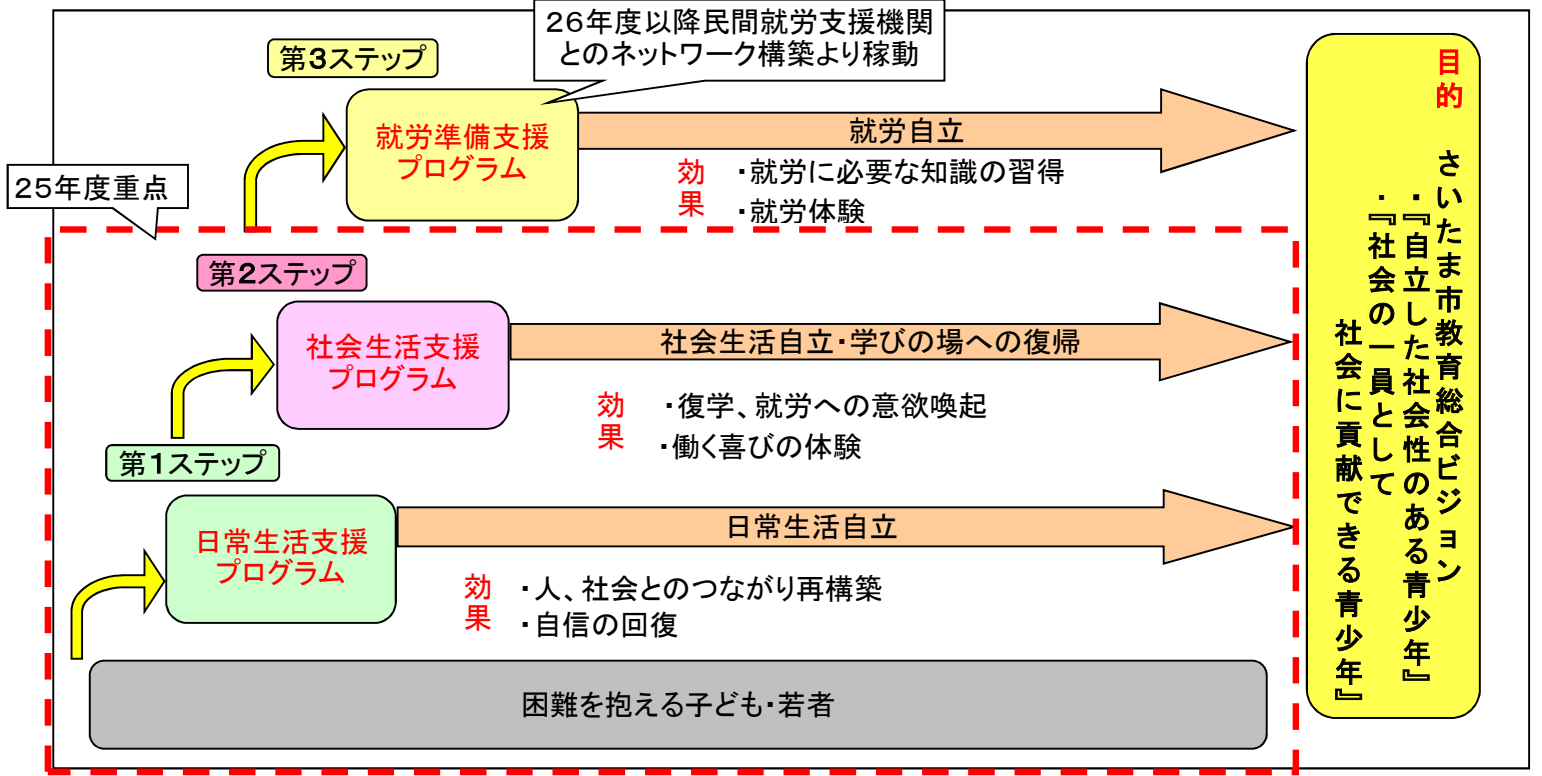 26年度以降民間就労支援機関
とのネットワーク構築より稼動
第3ステップ
就労準備支援
プログラム
就労自立
効果
・就労に必要な知識の習得
・就労体験
25年度重点
第2ステップ
社会生活支援
プログラム
社会生活自立・学びの場への復帰
効果
・復学、就労への意欲喚起
・働く喜びの体験
第1ステップ
日常生活支援
プログラム
日常生活自立
効果
・人、社会とのつながり再構築
・自信の回復
困難を抱える子ども・若者
目的 さいたま市教育総合ビジョン
・『自立した社会性のある青少年』
・『社会の一員として
社会に貢献できる青少年』